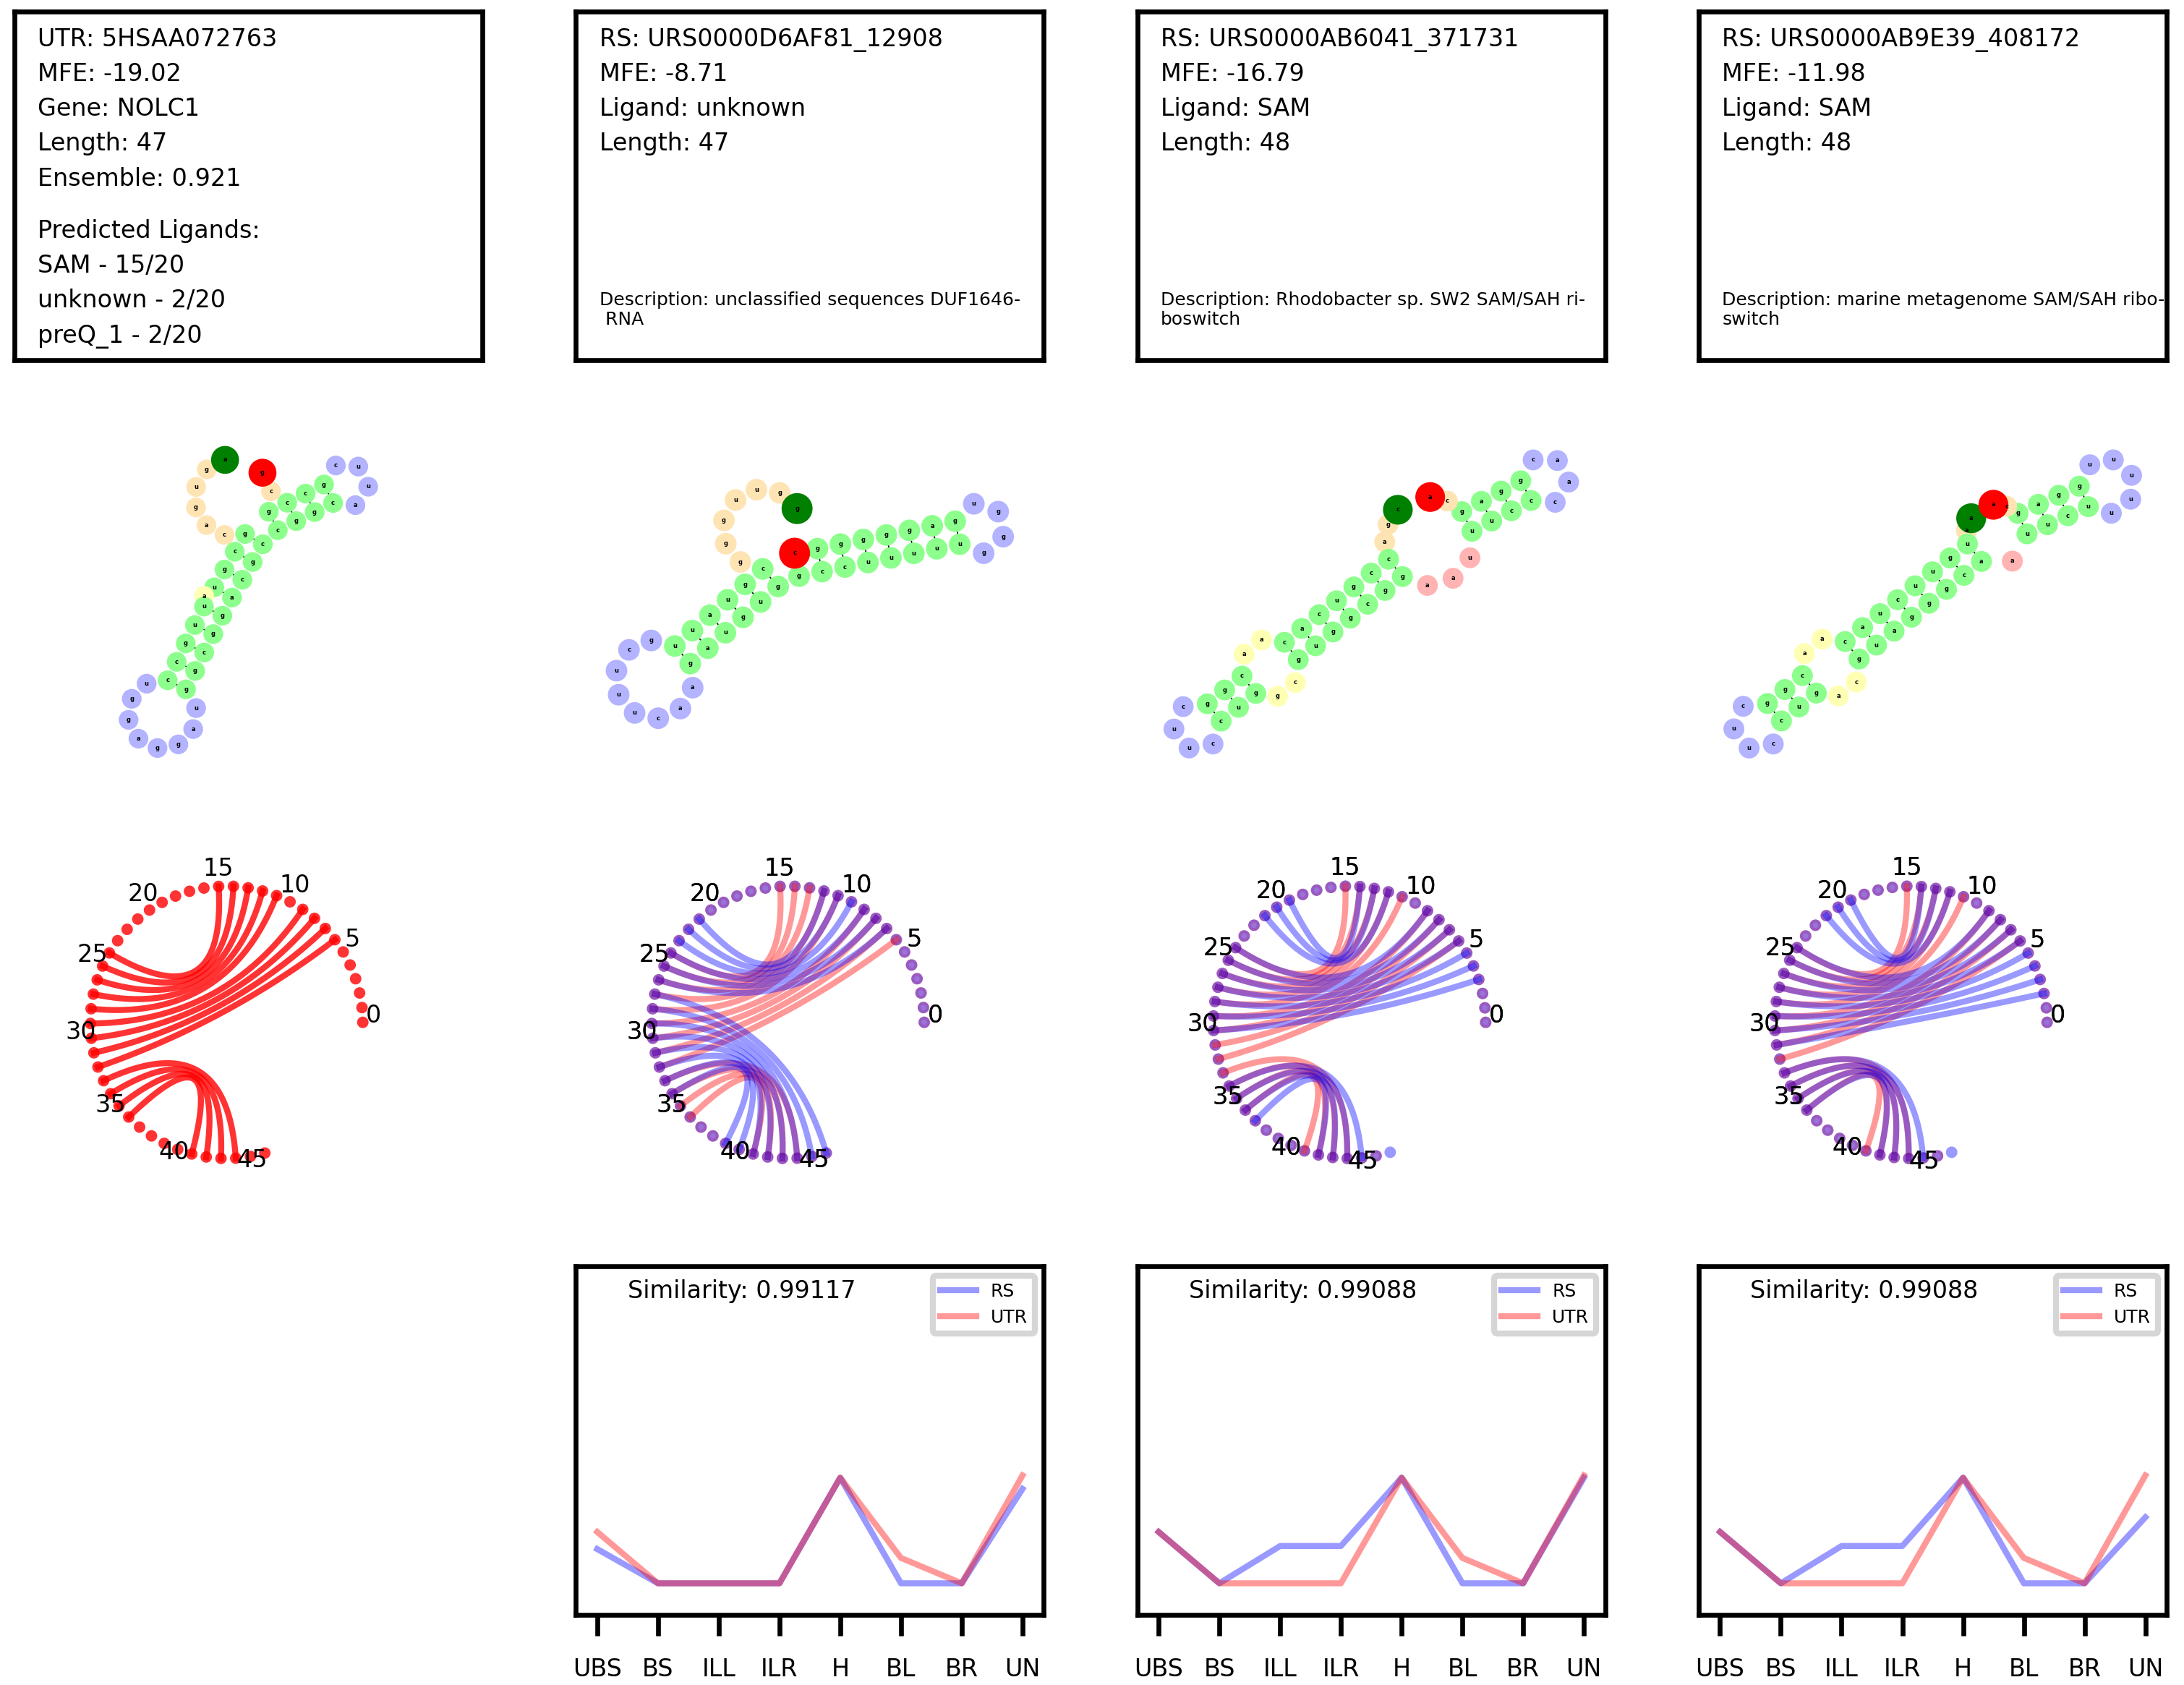 UTR: 5HSAA072763
MFE: -19.02
Gene: NOLC1
Length: 47
Ensemble: 0.921
Predicted Ligands:
SAM - 15/20
unknown - 2/20
preQ_1 - 2/20
RS: URS0000D6AF81_12908
MFE: -8.71
Ligand: unknown
Length: 47
Description: unclassified sequences DUF1646-
RNA
RS: URS0000AB6041_371731
MFE: -16.79
Ligand: SAM
Length: 48
Description: Rhodobacter sp. SW2 SAM/SAH ri-
boswitch
RS: URS0000AB9E39_408172
MFE: -11.98
Ligand: SAM
Length: 48
Description: marine metagenome SAM/SAH ribo-
switch
0 5 10 15 20 25 30 35 40 45
0 5 10 15 20 25 30 35 40 45
0 5 10 15 20 25 30 35 40 45
0 5 10 15 20 25 30 35 40 45
Similarity: 0.99117
RS
UTR
UBS BS ILL ILR H BL BR UN
Similarity: 0.99088
RS
UTR
UBS BS ILL ILR H BL BR UN
Similarity: 0.99088
RS
UTR
UBS BS ILL ILR H BL BR UN